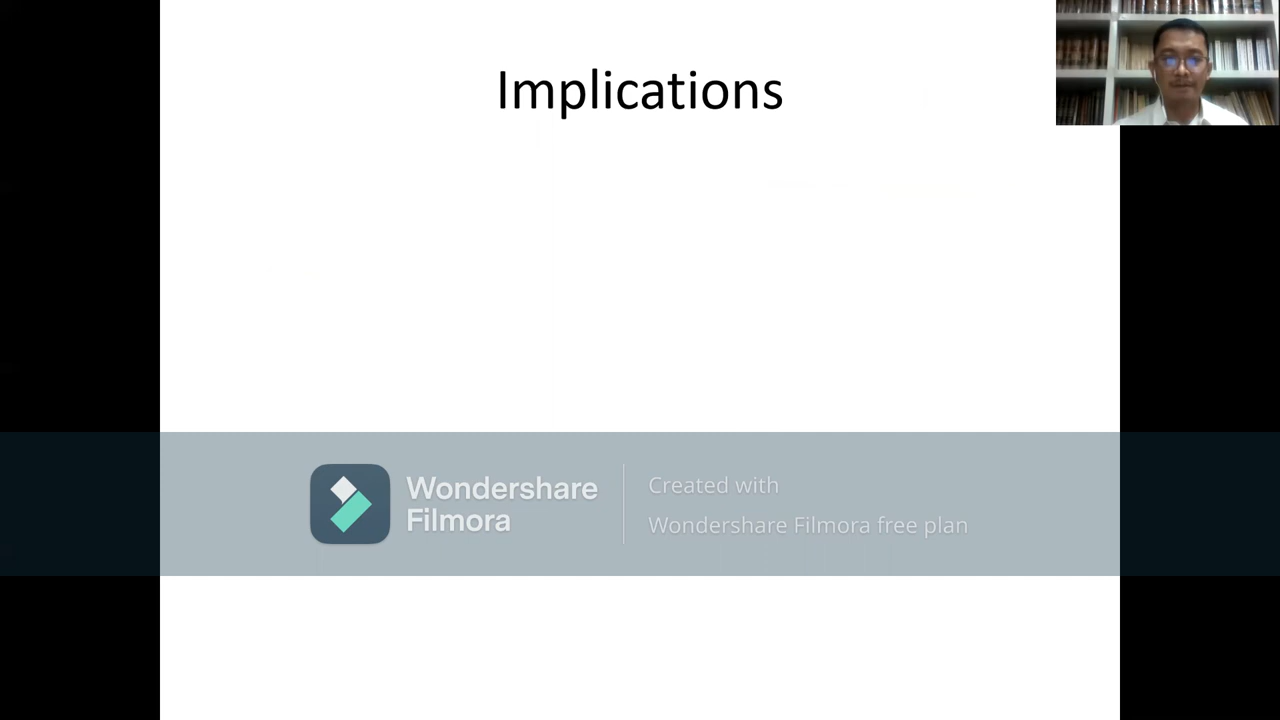 Implications
Wondershare
Filmora
Created with
Wondershare Filmora free plan